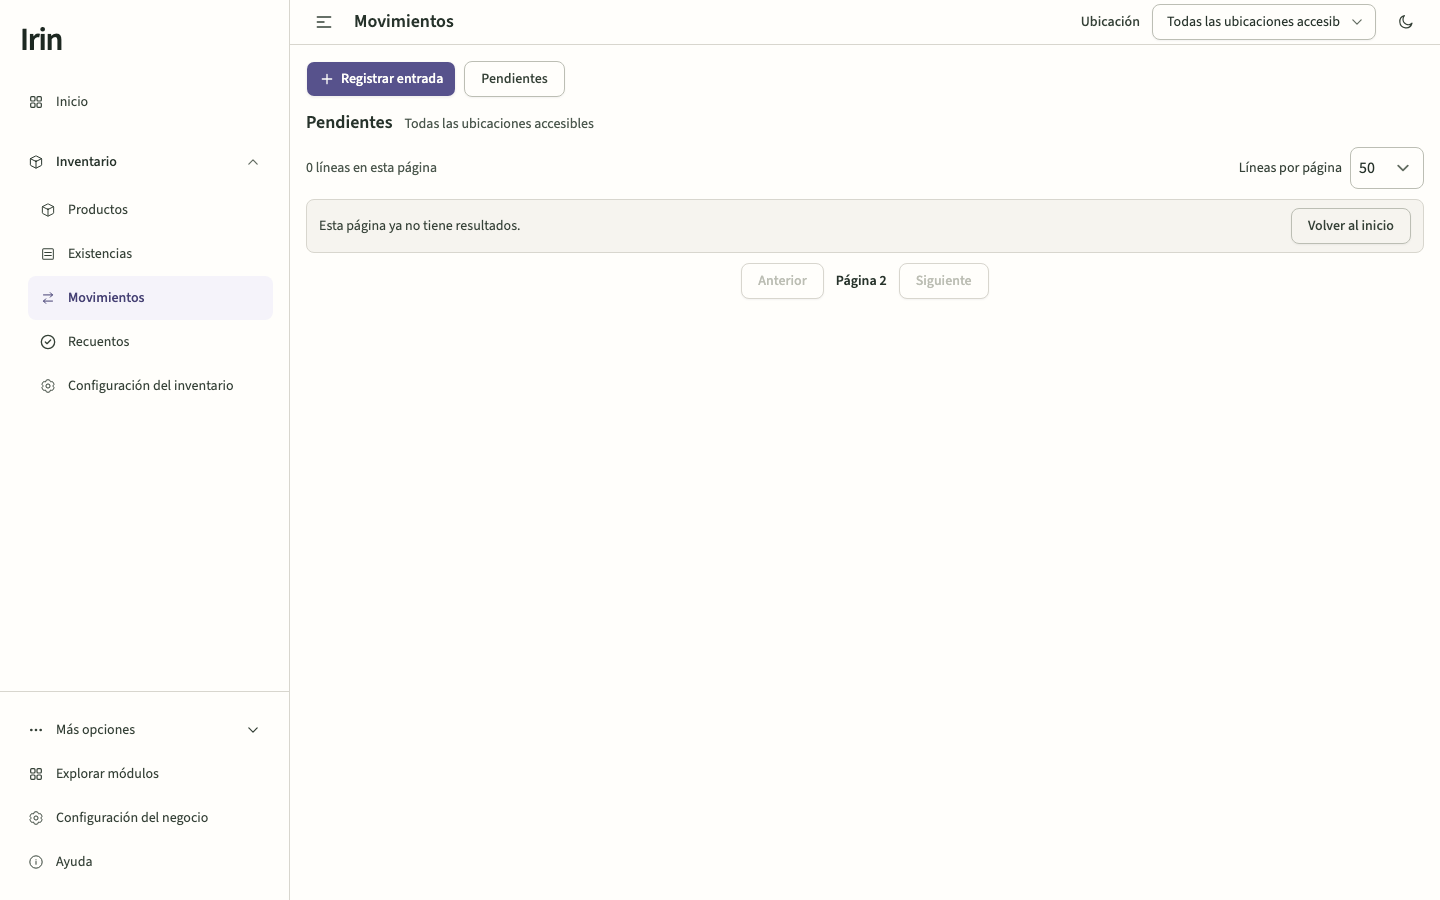 Irin
Inicio
Inventario
Productos
Existencias
Movimientos
Recuentos
Configuración del inventario
Más opciones
Explorar módulos
Configuración del negocio
Ayuda
Movimientos
Ubicación
Todas las ubicaciones accesib
Registrar entrada
Pendientes
Pendientes Todas las ubicaciones accesibles
0 líneas en esta página
Líneas por página 50
Esta página ya no tiene resultados.
Volver al inicio
Anterior
Página 2
Siguiente